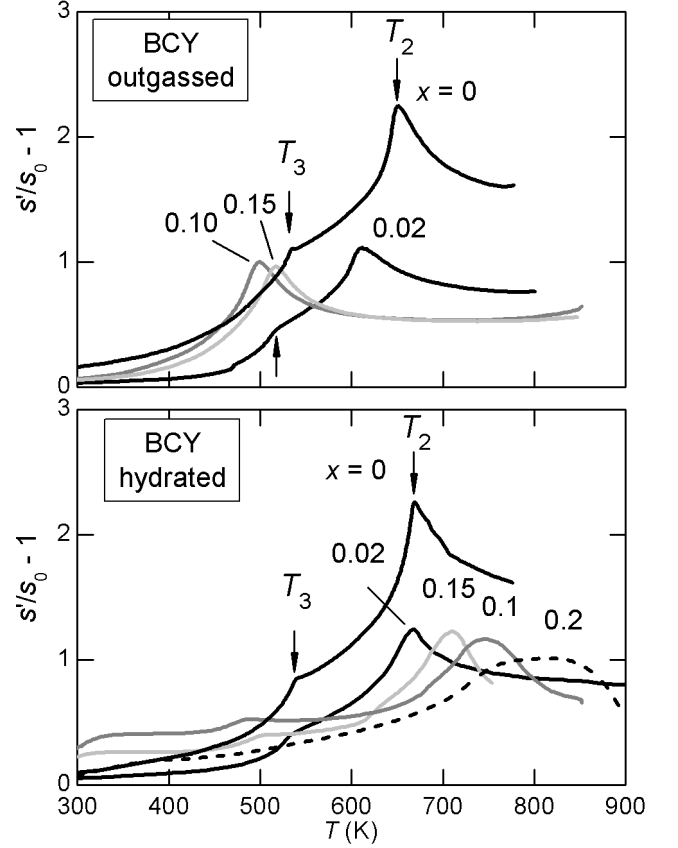 3
BCY
outgassed
T2
x = 0
2
T3
0.15
0.10
0.02
1
0
s'/s0 - 1
3
BCY
hydrated
T2
x = 0
2
0.02
0.15
0.1
0.2
T3
1
0
s'/s0 - 1
300 400 500 600 700 800 900
T (K)